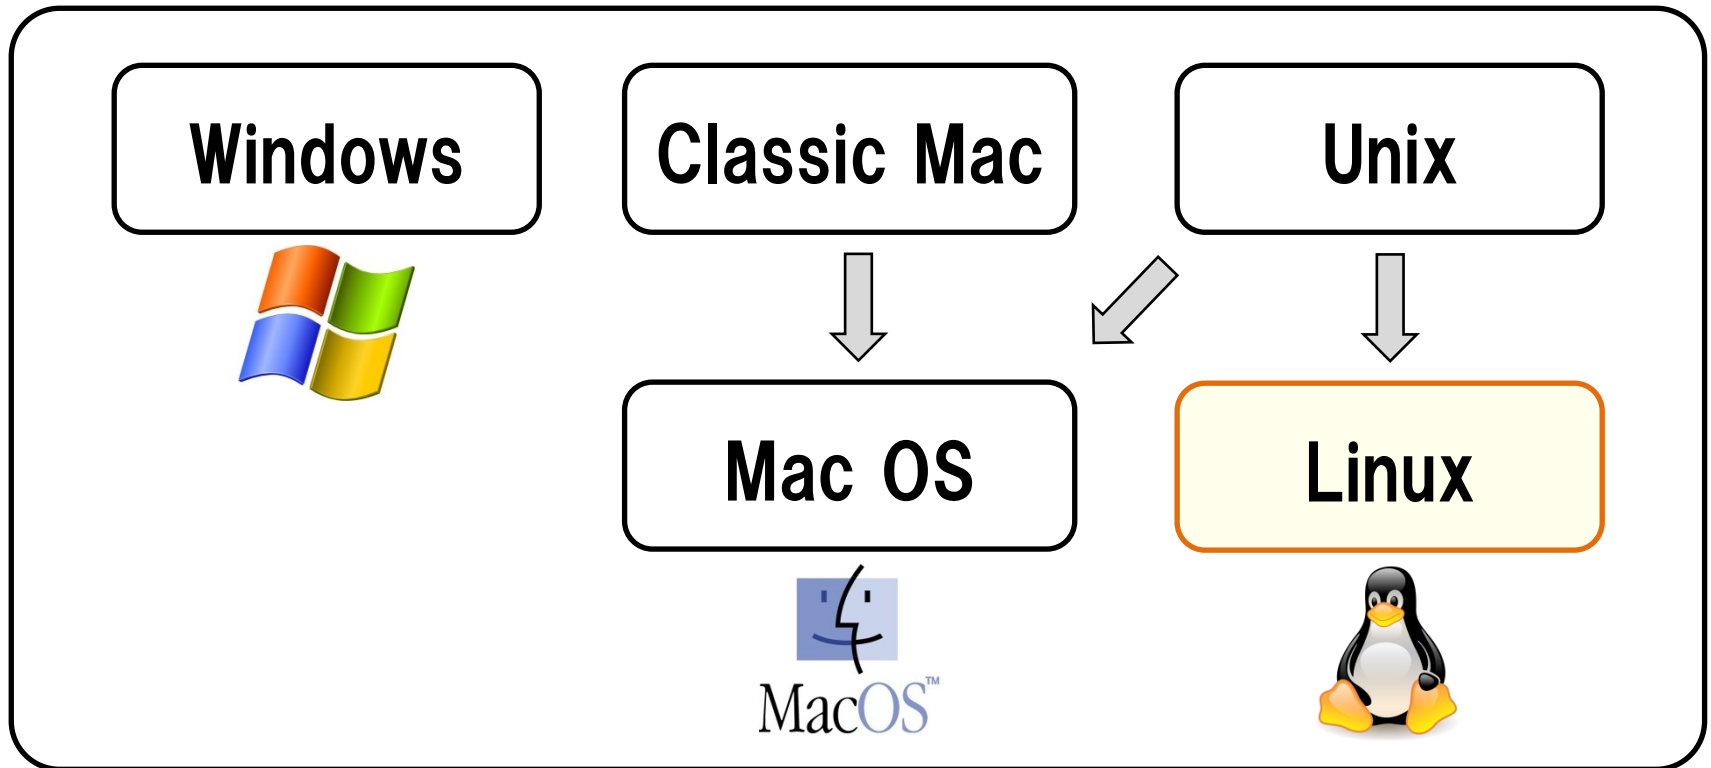 Windows
Classic Mac
Unix
Mac OS
Linux
MacOS™